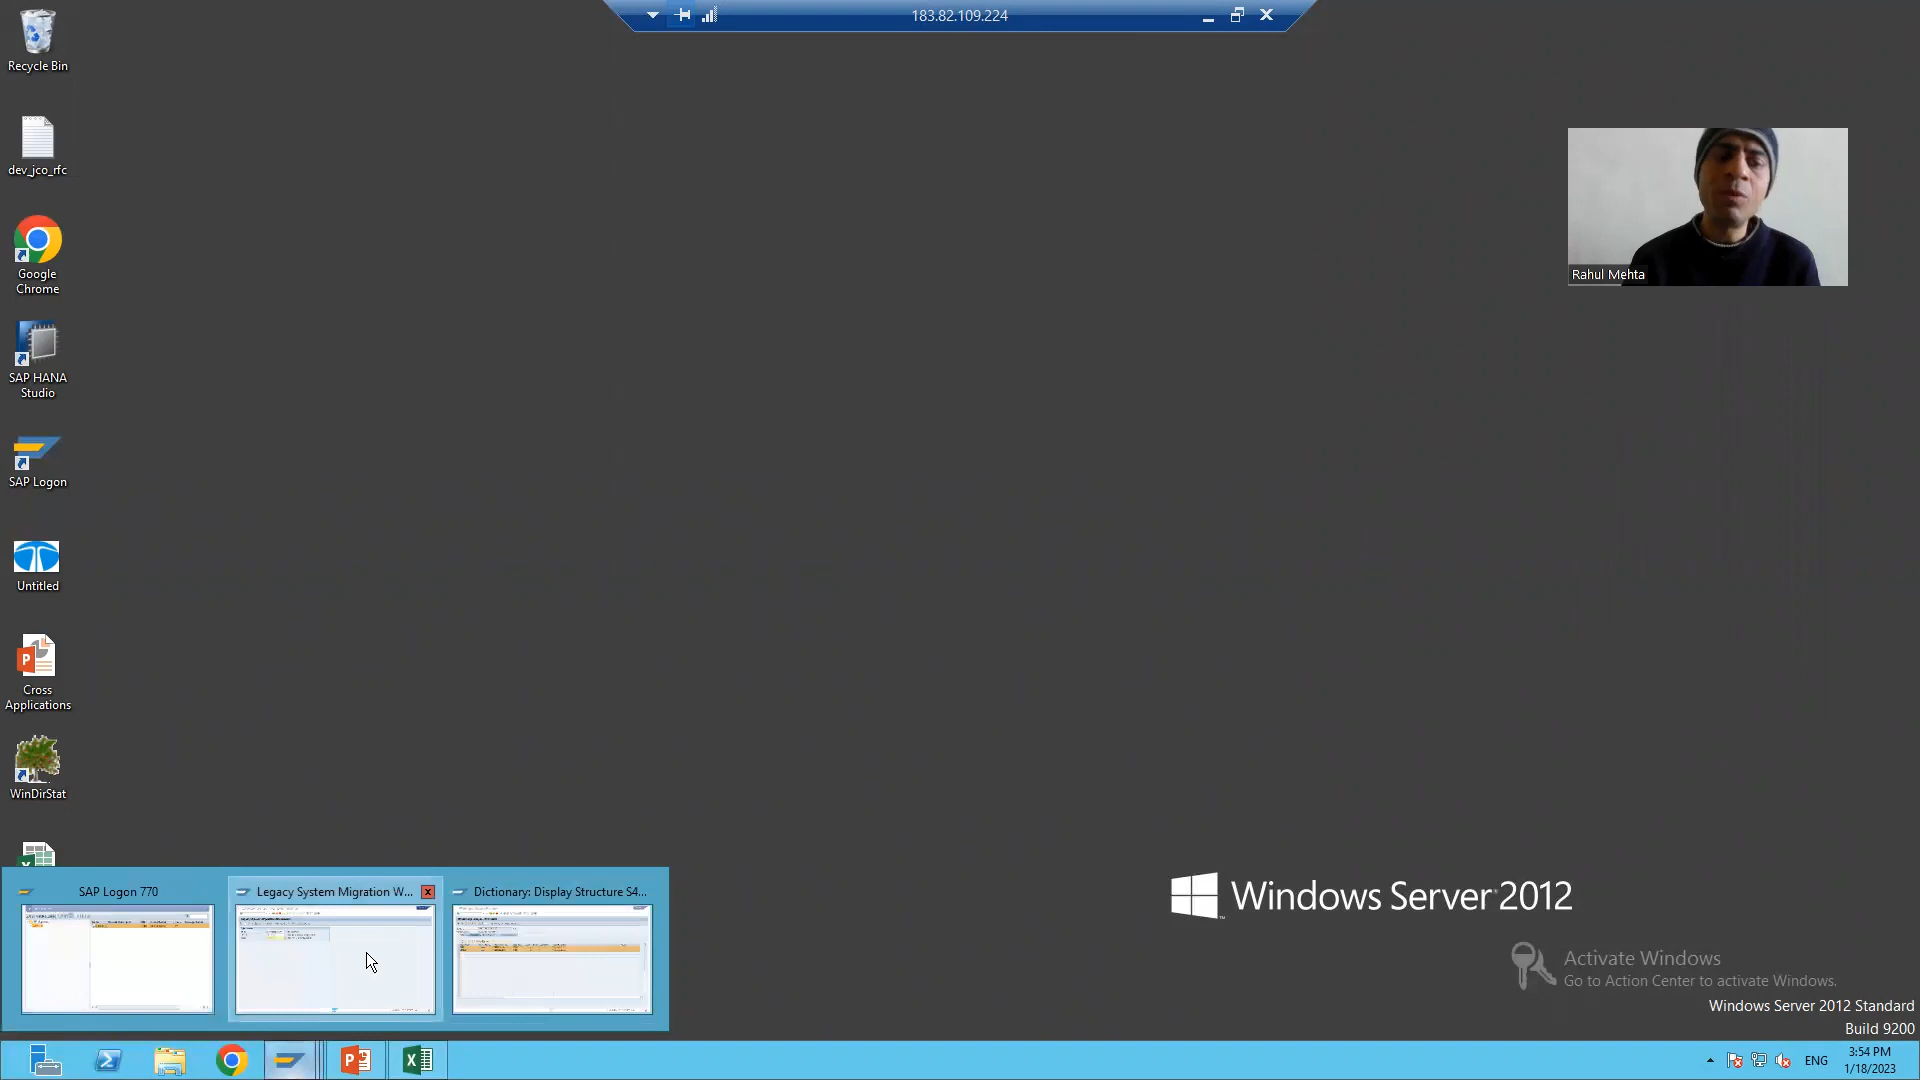 183.82.109.224
Recycle Bin
dev_jco_rfc
Google
Chrome
SAP HANA
Studio
SAP Logon
Untitled
Cross
Applications
WinDirStat
Rahul Mehta
SAP Logon 770
Legacy System Migration W...
Dictionary: Display Structure S4...
Windows Server 2012
Activate Windows
Go to Action Center to activate Windows.
Windows Server 2012 Standard
Build 9200
ENG
3:54 PM
1/18/2023